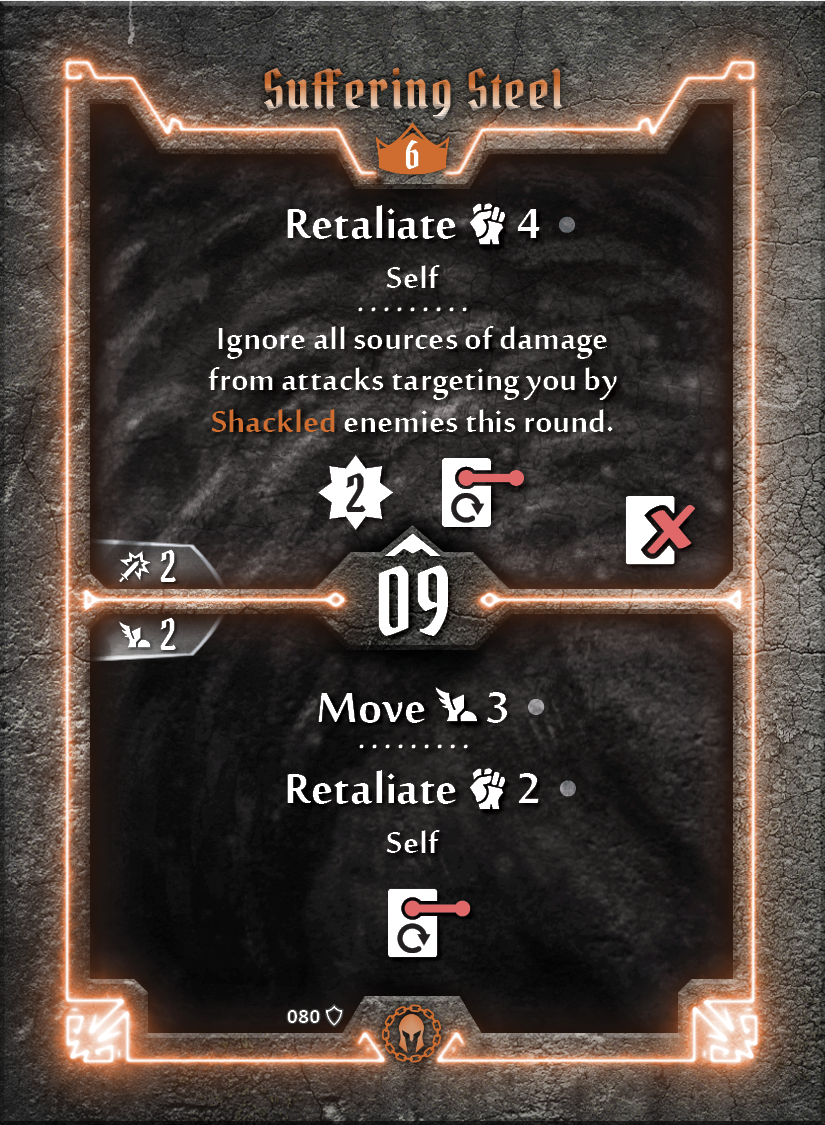 Suffering Steel
6
Retaliate 4
Self
Ignore all sources of damage
from attacks targeting you by
Shackled enemies this round.
2
2
09
2
Move 3
Retaliate 2
Self
080